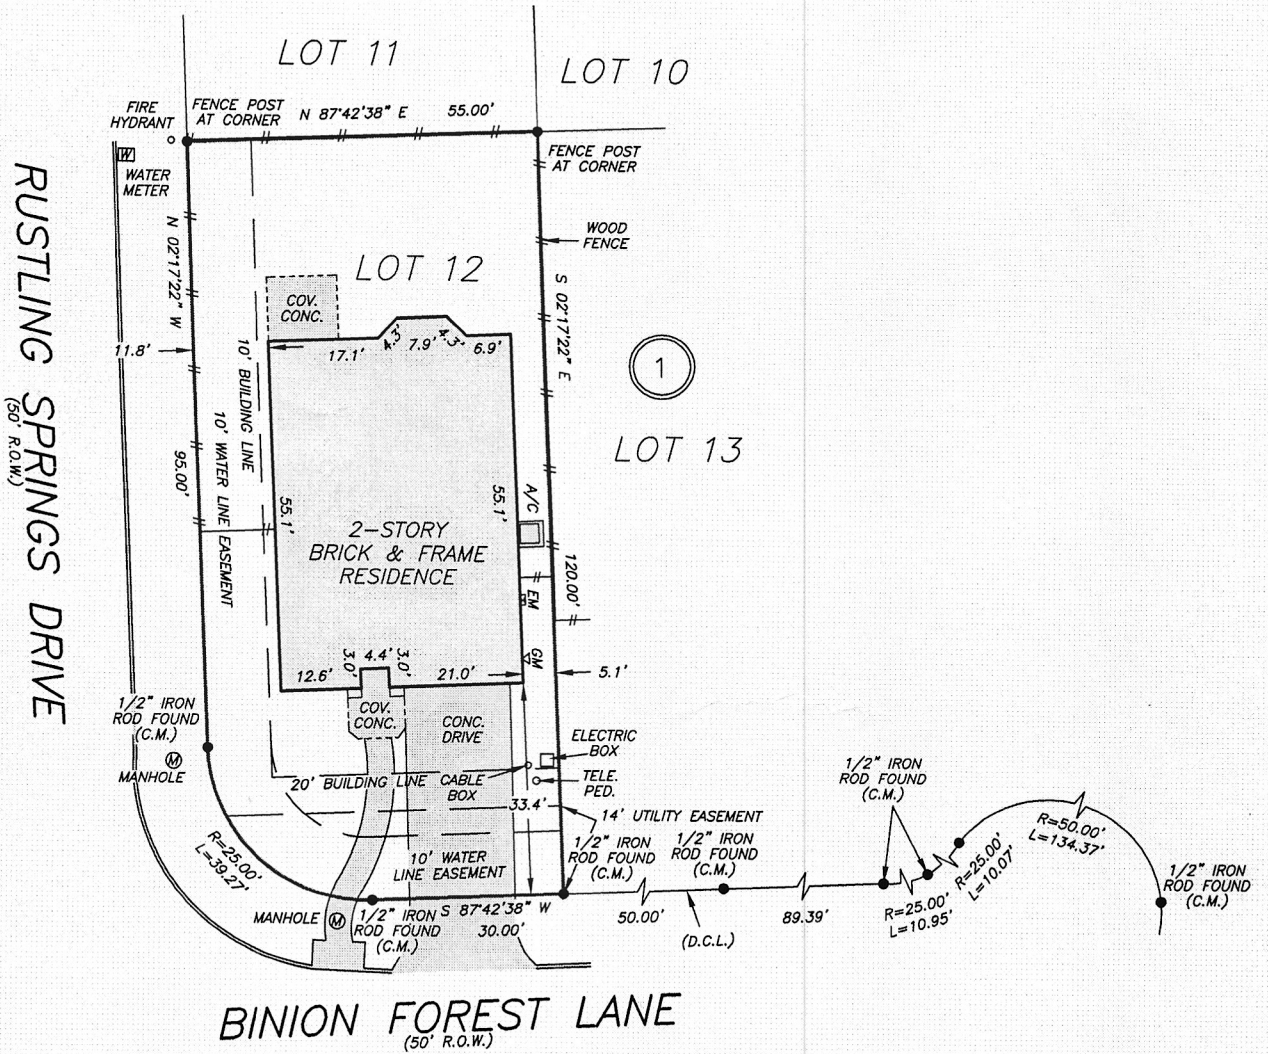 LOT 11
LOT 10
FIRE
HYDRANT
FENCE POST
AT CORNER
N 87°42'38" E
55.00'
FENCE POST
AT CORNER
W
WATER
METER
N 02°17'22" W
WOOD
FENCE
LOT 12
COV.
CONC.
S 02°17'22" E
RUSTLING SPRINGS DRIVE
(50' R.O.W.)
11.8'
17.1'
4.3'
7.9'
4.3'
6.9'
1
10' BUILDING LINE
10' WATER LINE EASEMENT
LOT 13
95.00'
55.1'
55.1'
A/C
2-STORY
BRICK & FRAME
RESIDENCE
120.00'
EM
GM
12.6'
3.0'
4.4'
3.0'
21.0'
5.1'
1/2" IRON
ROD FOUND
(C.M.)
COV.
CONC.
CONC.
DRIVE
ELECTRIC
BOX
M
MANHOLE
20' BUILDING LINE
CABLE
BOX
TELE.
PED.
33.4'
14' UTILITY EASEMENT
1/2" IRON
ROD FOUND
(C.M.)
1/2" IRON
ROD FOUND
(C.M.)
1/2" IRON
ROD FOUND
(C.M.)
R=50.00'
L=134.37'
R=25.00'
L=39.27'
10' WATER
LINE EASEMENT
R=25.00'
L=10.07'
1/2" IRON
ROD FOUND
(C.M.)
MANHOLE
M
1/2" IRON
ROD FOUND
(C.M.)
S 87°42'38" W
30.00'
50.00'
(D.C.L.)
89.39'
R=25.00'
L=10.95'
BINION FOREST LANE
(50' R.O.W.)